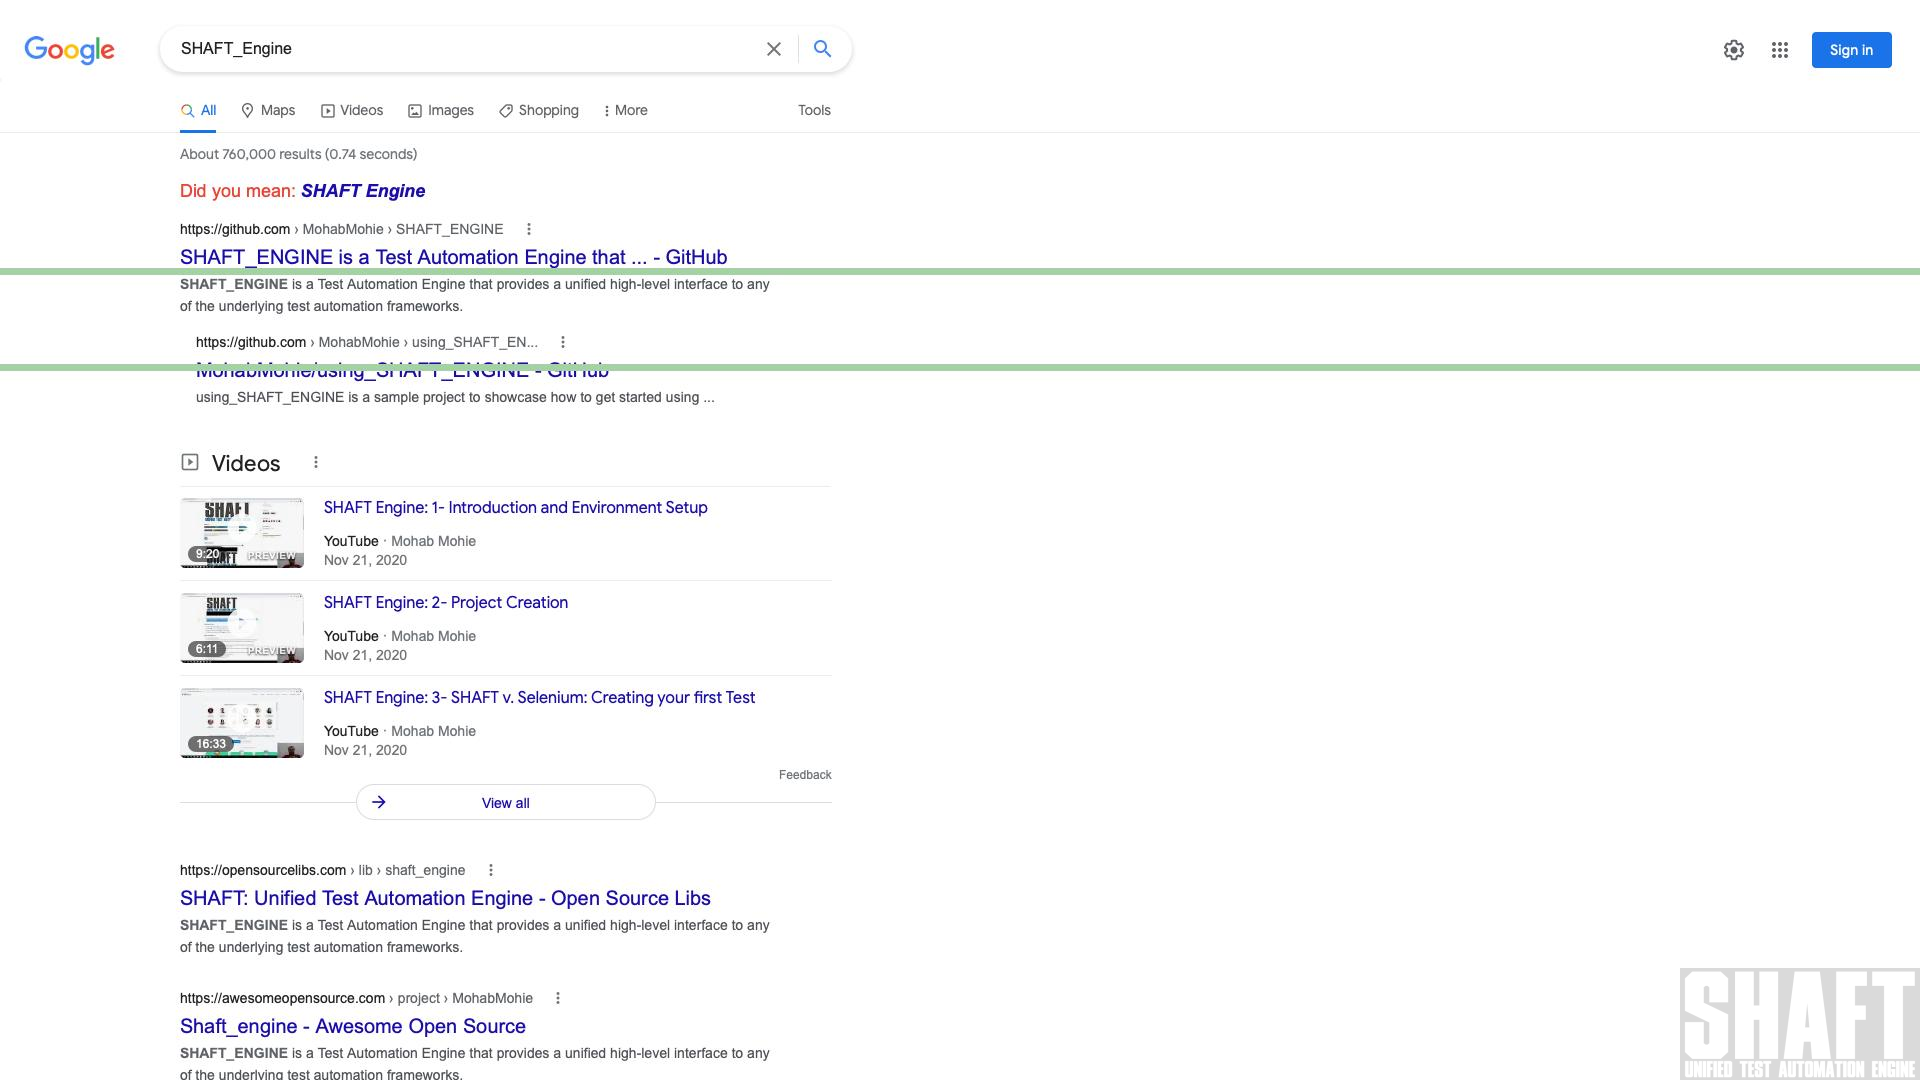 Google
SHAFT_Engine
Sign in
All
Maps
Videos
Images
Shopping
More
Tools
About 760,000 results (0.74 seconds)
Did you mean: SHAFT Engine
https://github.com › MohabMohie › SHAFT_ENGINE
SHAFT_ENGINE is a Test Automation Engine that ... - GitHub
SHAFT_ENGINE is a Test Automation Engine that provides a unified high-level interface to any
of the underlying test automation frameworks.
https://github.com › MohabMohie › using_SHAFT_EN...
MohabMohie/using_SHAFT_ENGINE - GitHub
using_SHAFT_ENGINE is a sample project to showcase how to get started using ...
Videos
SHAFT
9:20
PREVIEW
SHAFT Engine: 1- Introduction and Environment Setup
YouTube · Mohab Mohie
Nov 21, 2020
SHAFT
6:11
PREVIEW
SHAFT Engine: 2- Project Creation
YouTube · Mohab Mohie
Nov 21, 2020
16:33
SHAFT Engine: 3- SHAFT v. Selenium: Creating your first Test
YouTube · Mohab Mohie
Nov 21, 2020
Feedback
View all
https://opensourcelibs.com › lib › shaft_engine
SHAFT: Unified Test Automation Engine - Open Source Libs
SHAFT_ENGINE is a Test Automation Engine that provides a unified high-level interface to any
of the underlying test automation frameworks.
https://awesomeopensource.com › project › MohabMohie
Shaft_engine - Awesome Open Source
SHAFT_ENGINE is a Test Automation Engine that provides a unified high-level interface to any
of the underlying test automation frameworks.
SHAFT
UNIFIED TEST AUTOMATION ENGINE